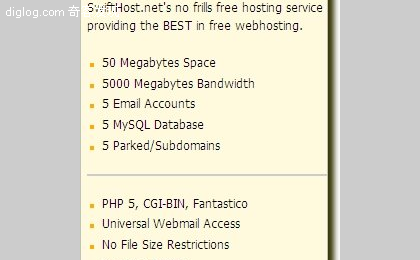 diglog.com 奇
SwiftHost.net's no frills free hosting service
providing the BEST in free webhosting.
50 Megabytes Space
5000 Megabytes Bandwidth
5 Email Accounts
5 MySQL Database
5 Parked/Subdomains
PHP 5, CGI-BIN, Fantastico
Universal Webmail Access
No File Size Restrictions